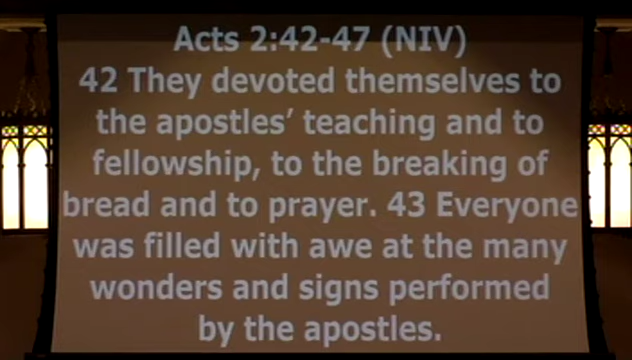 Acts 2:42-47 (NIV)
42 They devoted themselves to
the apostles’ teaching and to
fellowship, to the breaking of
bread and to prayer. 43 Everyone
was filled with awe at the many
wonders and signs performed
by the apostles.